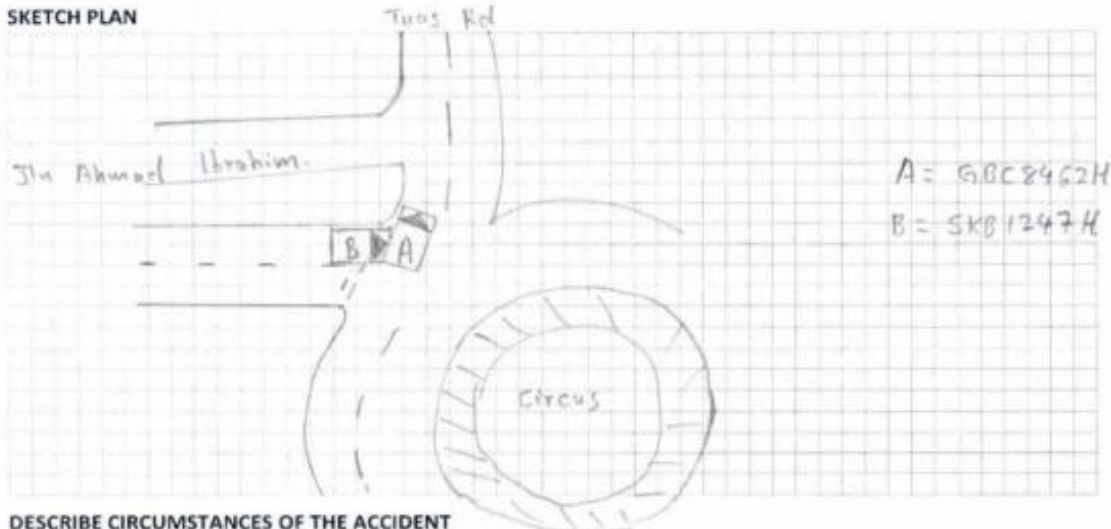 SKETCH PLAN
Tuas Rd
Jln Ahmad Ibrahim.
A = GBC8462H
B = SKB1247H
B A
Circus
DESCRIBE CIRCUMSTANCES OF THE ACCIDENT